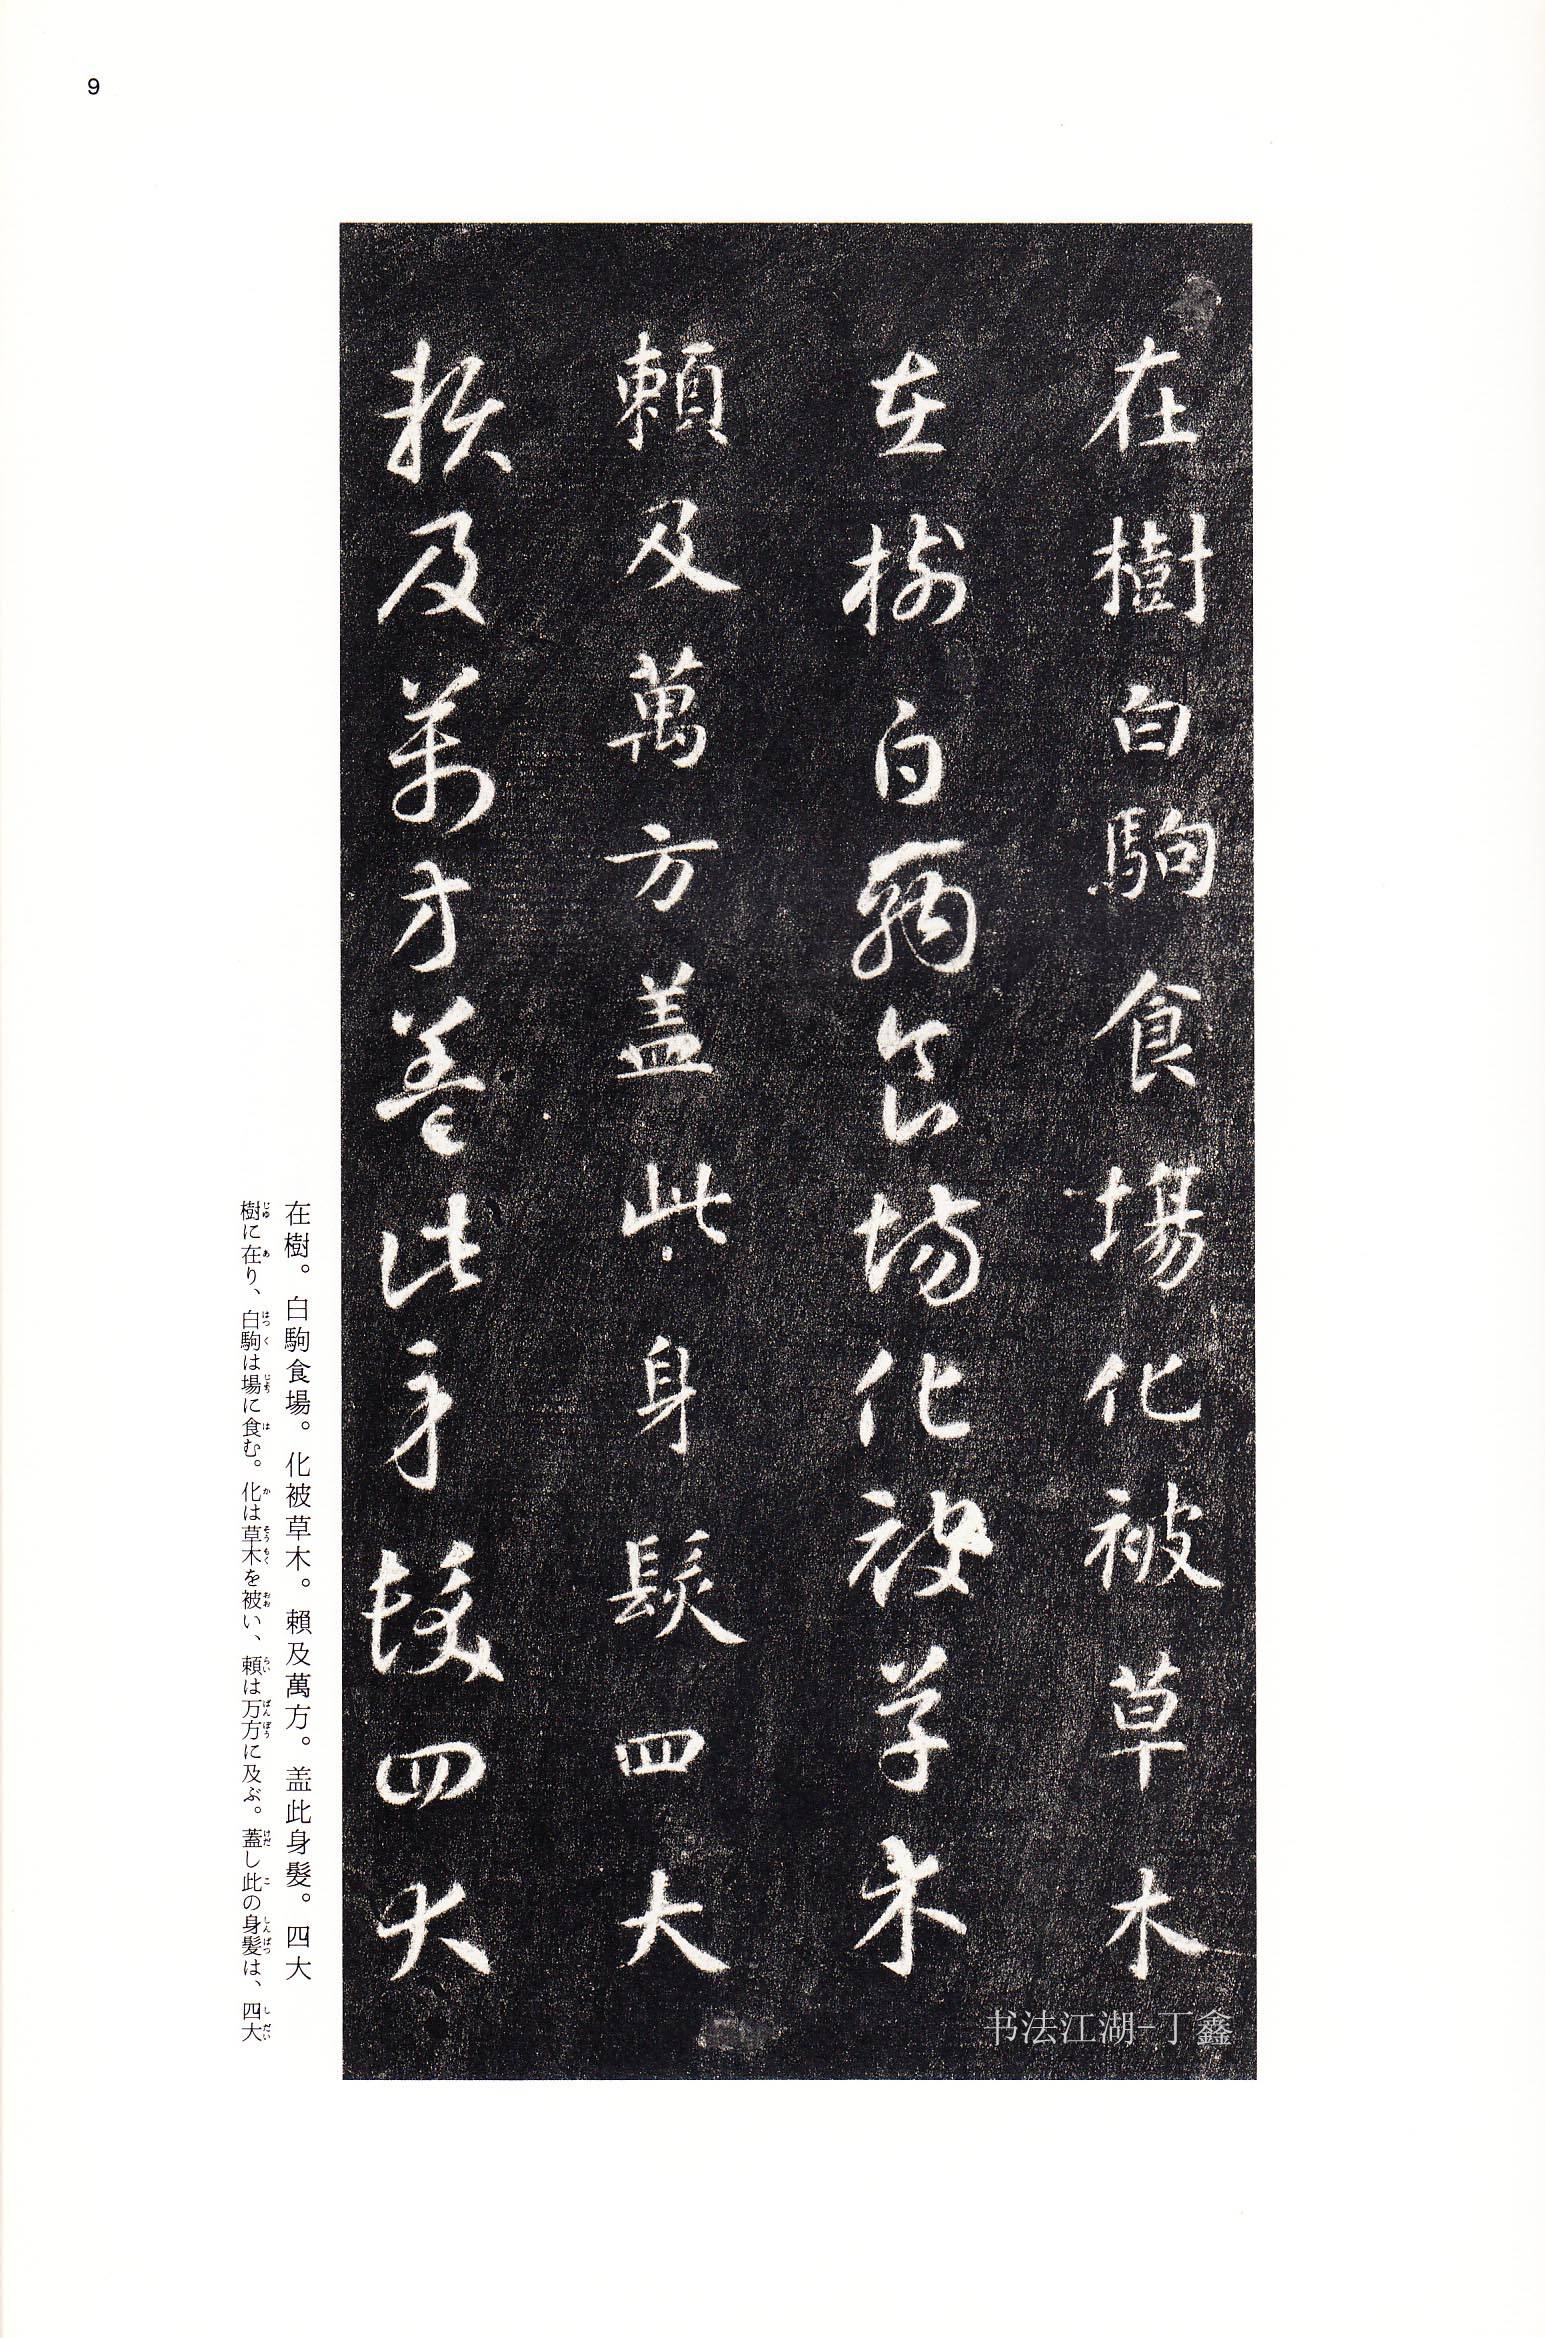 9
在樹白駒食場化被草木
在樹白駒食場化被草木
賴及萬方盖此身髮四大
賴及萬方盖此身髮四大
在樹。白駒食場。化被草木。賴及萬方。盖此身髮。四大
樹に在り、白駒は場に食む。化は草木を被い、頼は万方に及ぶ。蓋し此の身髪は、四大
书法江湖-丁鑫